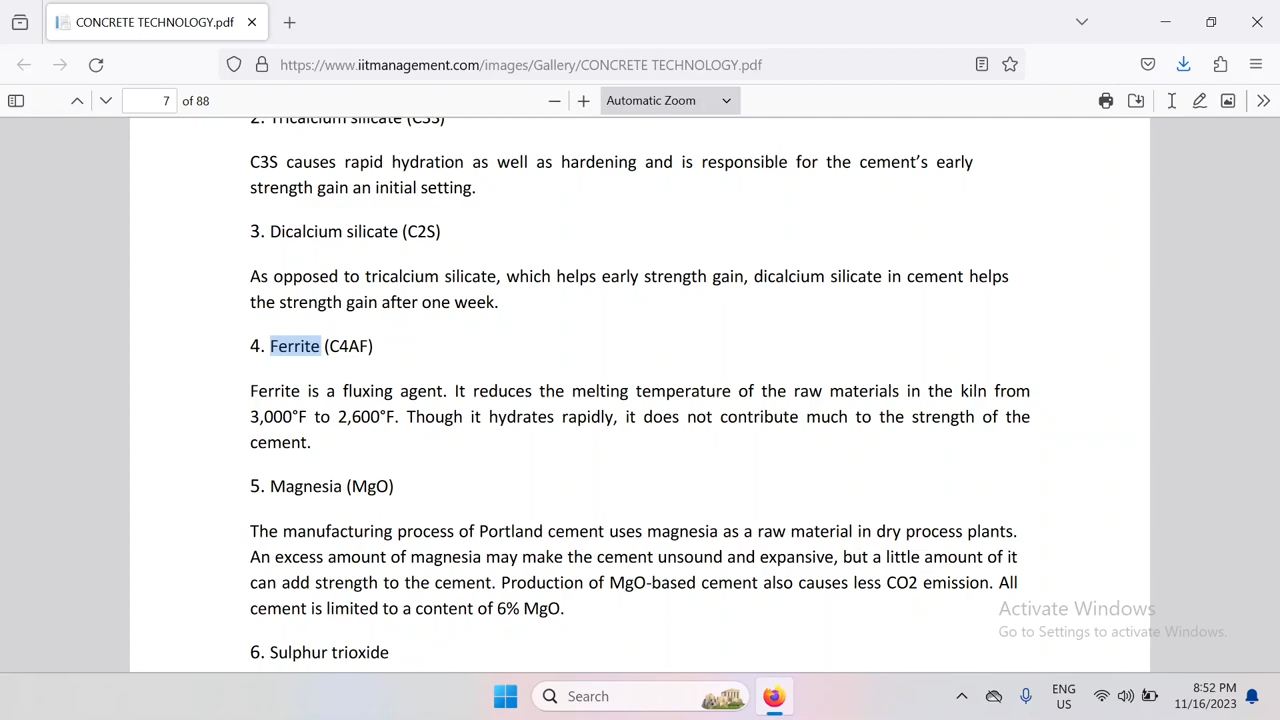 CONCRETE TECHNOLOGY.pdf
https://www.iitmanagement.com/images/Gallery/CONCRETE TECHNOLOGY.pdf
7 of 88
Automatic Zoom
2. Tricalcium silicate (C3S)
C3S causes rapid hydration as well as hardening and is responsible for the cement’s early
strength gain an initial setting.
3. Dicalcium silicate (C2S)
As opposed to tricalcium silicate, which helps early strength gain, dicalcium silicate in cement helps
the strength gain after one week.
4. Ferrite (C4AF)
Ferrite is a fluxing agent. It reduces the melting temperature of the raw materials in the kiln from
3,000°F to 2,600°F. Though it hydrates rapidly, it does not contribute much to the strength of the
cement.
5. Magnesia (MgO)
The manufacturing process of Portland cement uses magnesia as a raw material in dry process plants.
An excess amount of magnesia may make the cement unsound and expansive, but a little amount of it
can add strength to the cement. Production of MgO-based cement also causes less CO2 emission. All
cement is limited to a content of 6% MgO.
Activate Windows
Go to Settings to activate Windows.
6. Sulphur trioxide
Search
ENG
US
8:52 PM
11/16/2023